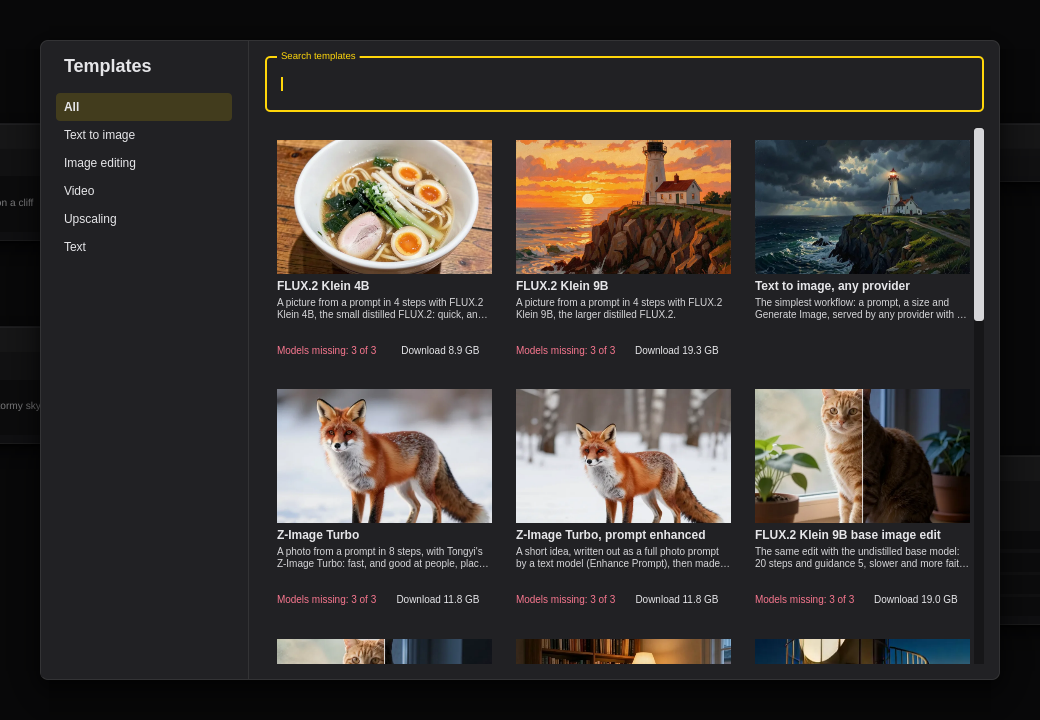 Templates
All
Text to image
Image editing
Video
Upscaling
Text
Search templates
FLUX.2 Klein 4B
A picture from a prompt in 4 steps with FLUX.2
Klein 4B, the small distilled FLUX.2: quick, an…
Models missing: 3 of 3
Download 8.9 GB
FLUX.2 Klein 9B
A picture from a prompt in 4 steps with FLUX.2
Klein 9B, the larger distilled FLUX.2.
Models missing: 3 of 3
Download 19.3 GB
Text to image, any provider
The simplest workflow: a prompt, a size and
Generate Image, served by any provider with …
Z-Image Turbo
A photo from a prompt in 8 steps, with Tongyi's
Z-Image Turbo: fast, and good at people, plac…
Models missing: 3 of 3
Download 11.8 GB
Z-Image Turbo, prompt enhanced
A short idea, written out as a full photo prompt
by a text model (Enhance Prompt), then made…
Models missing: 3 of 3
Download 11.8 GB
FLUX.2 Klein 9B base image edit
The same edit with the undistilled base model:
20 steps and guidance 5, slower and more fait…
Models missing: 3 of 3
Download 19.0 GB
on a cliff
ormy sky